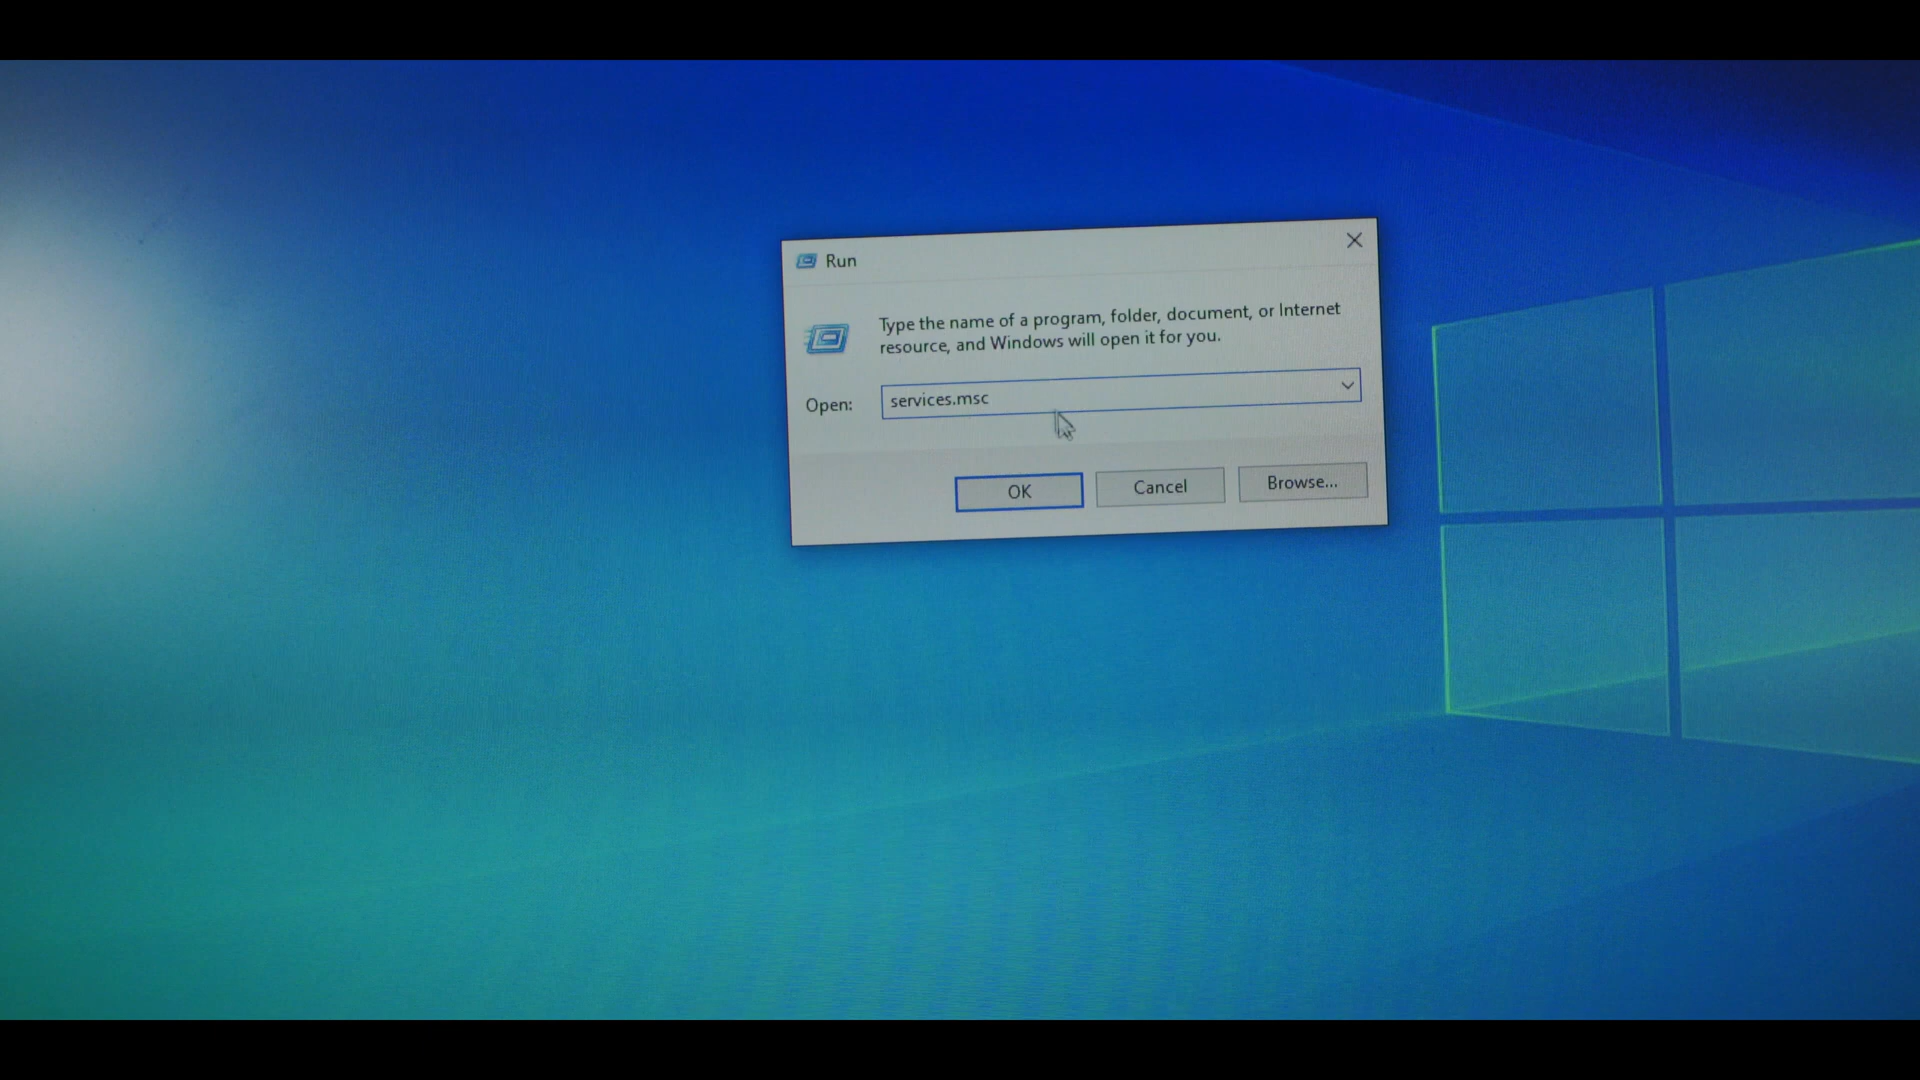 Run
Type the name of a program, folder, document, or Internet
resource, and Windows will open it for you.
Open: services.msc
OK Cancel Browse...